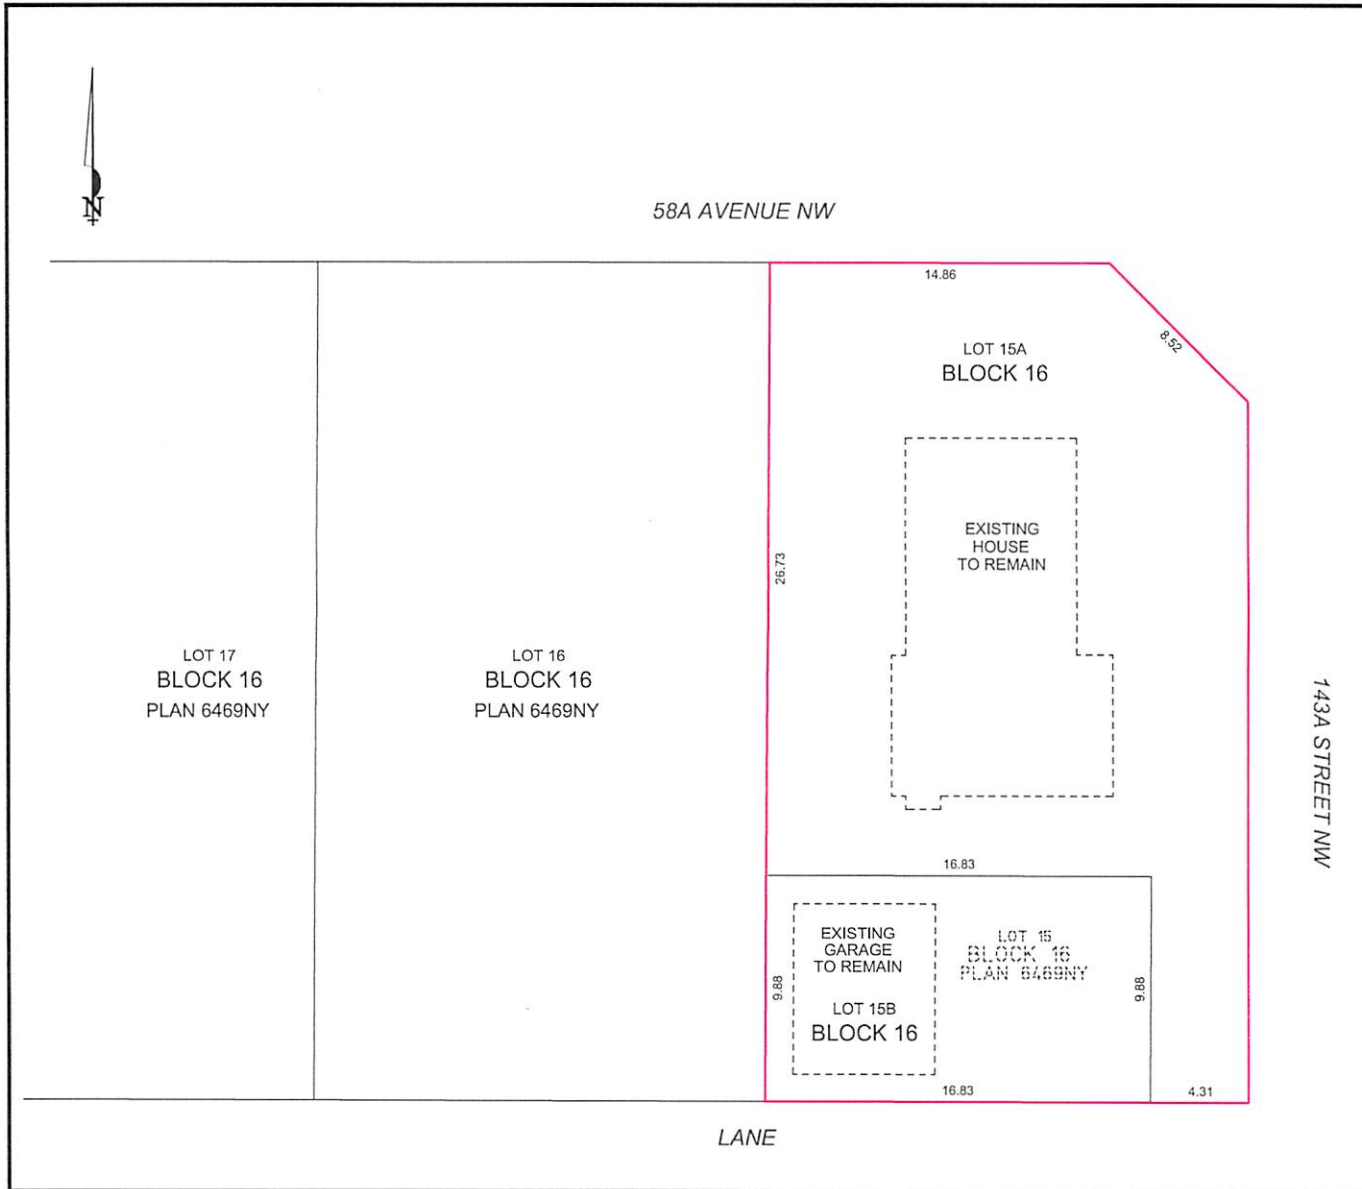 N
58A AVENUE NW
14.86
8.52
LOT 15A
BLOCK 16
EXISTING
HOUSE
TO REMAIN
26.73
LOT 17
BLOCK 16
PLAN 6469NY
LOT 16
BLOCK 16
PLAN 6469NY
143A STREET NW
16.83
EXISTING
GARAGE
TO REMAIN
LOT 15
BLOCK 16
PLAN 6469NY
9.88
9.88
LOT 15B
BLOCK 16
16.83
4.31
LANE